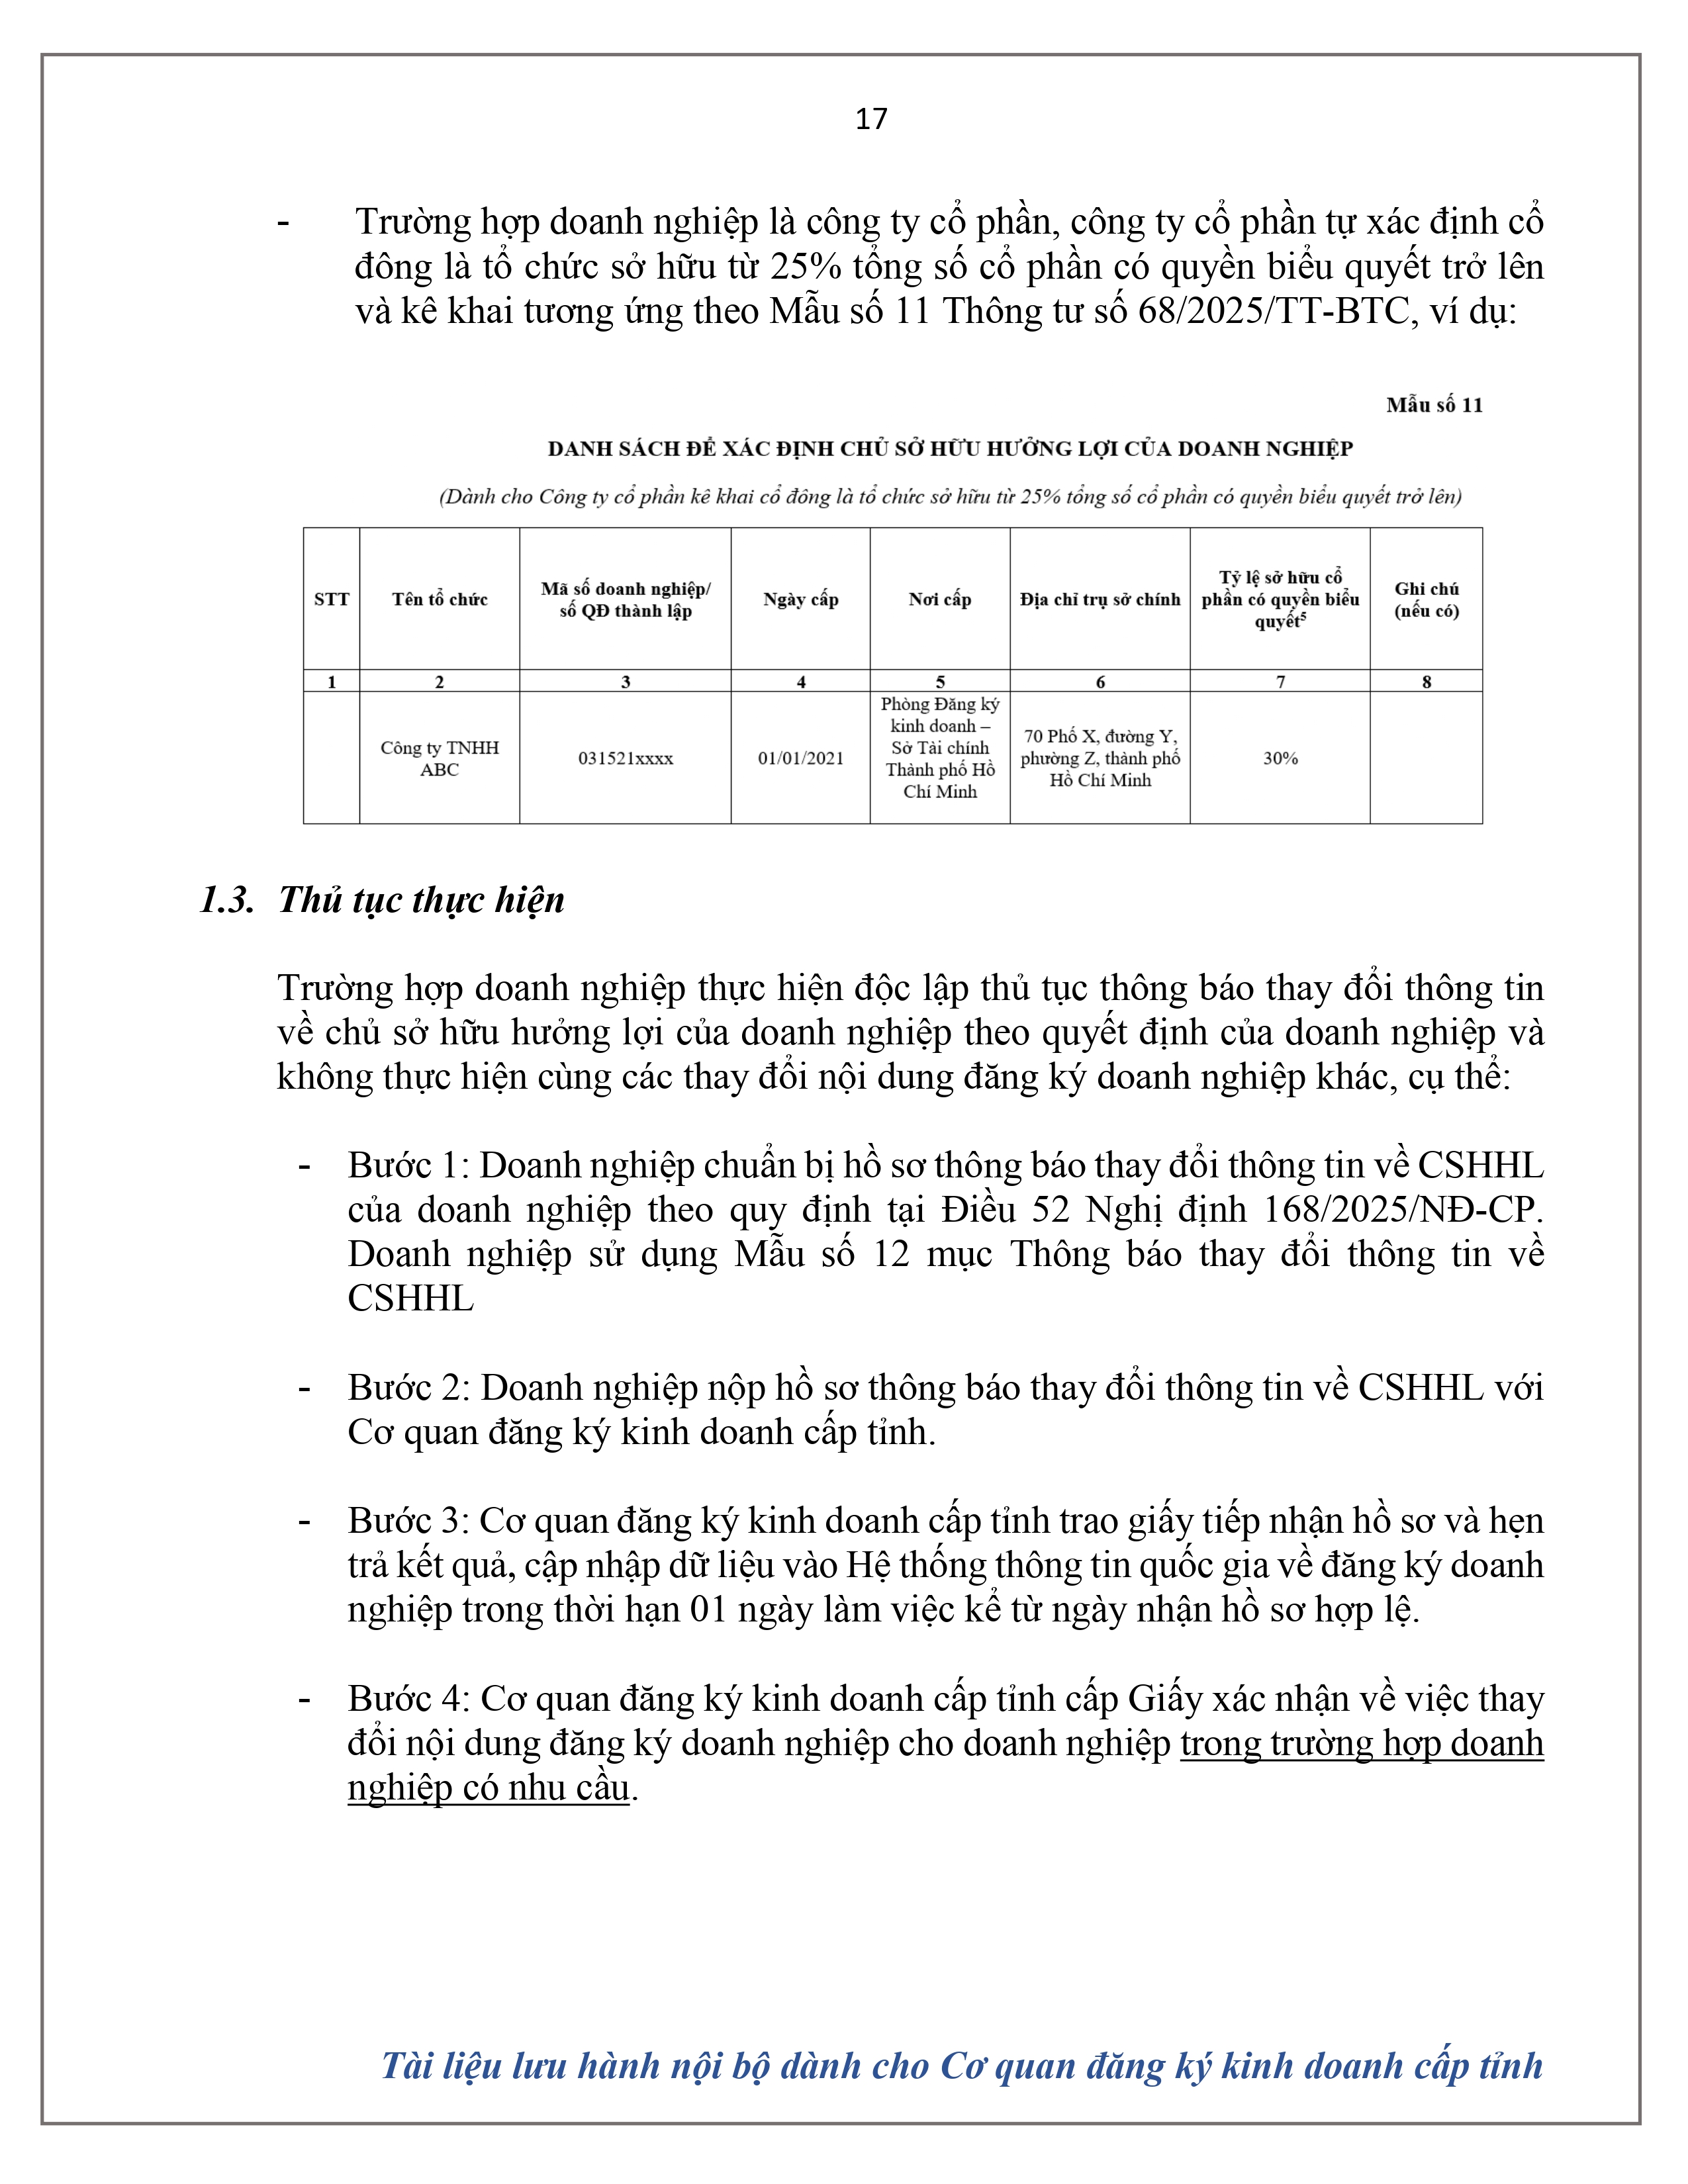 17
- Trường hợp doanh nghiệp là công ty cổ phần, công ty cổ phần tự xác định cổ
đông là tổ chức sở hữu từ 25% tổng số cổ phần có quyền biểu quyết trở lên
và kê khai tương ứng theo Mẫu số 11 Thông tư số 68/2025/TT-BTC, ví dụ:
Mẫu số 11
DANH SÁCH ĐỂ XÁC ĐỊNH CHỦ SỞ HỮU HƯỞNG LỢI CỦA DOANH NGHIỆP
(Dành cho Công ty cổ phần kê khai cổ đông là tổ chức sở hữu từ 25% tổng số cổ phần có quyền biểu quyết trở lên)
STT
Tên tổ chức
Mã số doanh nghiệp/
số QĐ thành lập
Ngày cấp
Nơi cấp
Địa chỉ trụ sở chính
Tỷ lệ sở hữu cổ
phần có quyền biểu
quyết⁵
Ghi chú
(nếu có)
1 2 3 4 5 6 7 8
Công ty TNHH
ABC
031521xxxx
01/01/2021
Phòng Đăng ký
kinh doanh –
Sở Tài chính
Thành phố Hồ
Chí Minh
70 Phố X, đường Y,
phường Z, thành phố
Hồ Chí Minh
30%
1.3. Thủ tục thực hiện
Trường hợp doanh nghiệp thực hiện độc lập thủ tục thông báo thay đổi thông tin
về chủ sở hữu hưởng lợi của doanh nghiệp theo quyết định của doanh nghiệp và
không thực hiện cùng các thay đổi nội dung đăng ký doanh nghiệp khác, cụ thể:
- Bước 1: Doanh nghiệp chuẩn bị hồ sơ thông báo thay đổi thông tin về CSHHL
của doanh nghiệp theo quy định tại Điều 52 Nghị định 168/2025/NĐ-CP.
Doanh nghiệp sử dụng Mẫu số 12 mục Thông báo thay đổi thông tin về
CSHHL
- Bước 2: Doanh nghiệp nộp hồ sơ thông báo thay đổi thông tin về CSHHL với
Cơ quan đăng ký kinh doanh cấp tỉnh.
- Bước 3: Cơ quan đăng ký kinh doanh cấp tỉnh trao giấy tiếp nhận hồ sơ và hẹn
trả kết quả, cập nhập dữ liệu vào Hệ thống thông tin quốc gia về đăng ký doanh
nghiệp trong thời hạn 01 ngày làm việc kể từ ngày nhận hồ sơ hợp lệ.
- Bước 4: Cơ quan đăng ký kinh doanh cấp tỉnh cấp Giấy xác nhận về việc thay
đổi nội dung đăng ký doanh nghiệp cho doanh nghiệp trong trường hợp doanh
nghiệp có nhu cầu.
Tài liệu lưu hành nội bộ dành cho Cơ quan đăng ký kinh doanh cấp tỉnh